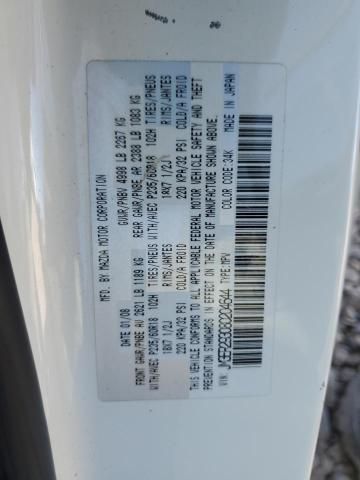 MFD. BY MAZDA MOTOR CORPORATION
DATE: 01/08 GVWR/PNBV 4998 LB 2267 KG
FRONT GAWR/PNBE AV 2621 LB 1189 KG REAR GAWR/PNBE AR 2388 LB 1083 KG
WITH/AVEC P235/60R18 102H TIRES/PNEUS WITH/AVEC P235/60R18 102H TIRES/PNEUS
18X7 1/2J RIMS/JANTES 18X7 1/2J RIMS/JANTES
220 KPA/32 PSI COLD/A FROID 220 KPA/32 PSI COLD/A FROID
THIS VEHICLE CONFORMS TO ALL APPLICABLE FEDERAL MOTOR VEHICLE SAFETY AND THEFT
PREVENTION STANDARDS IN EFFECT ON THE DATE OF MANUFACTURE SHOWN ABOVE.
VIN: TYPE:MPV COLOR CODE:34K MADE IN JAPAN